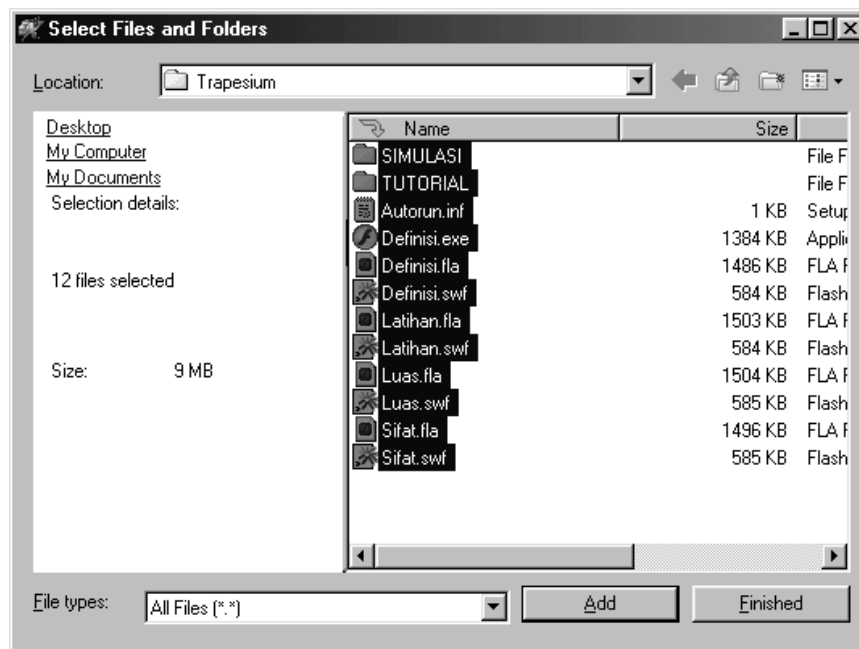 Select Files and Folders
Location: Trapesium
Desktop
My Computer
My Documents
Selection details:
12 files selected
Size: 9 MB
Name Size
SIMULASI File F
TUTORIAL File F
Autorun.inf 1 KB Setup
Definisi.exe 1384 KB Appli
Definisi.fla 1486 KB FLA F
Definisi.swf 584 KB Flash
Latihan.fla 1503 KB FLA F
Latihan.swf 584 KB Flash
Luas.fla 1504 KB FLA F
Luas.swf 585 KB Flash
Sifat.fla 1496 KB FLA F
Sifat.swf 585 KB Flash
File types: All Files (*.*) Add Finished